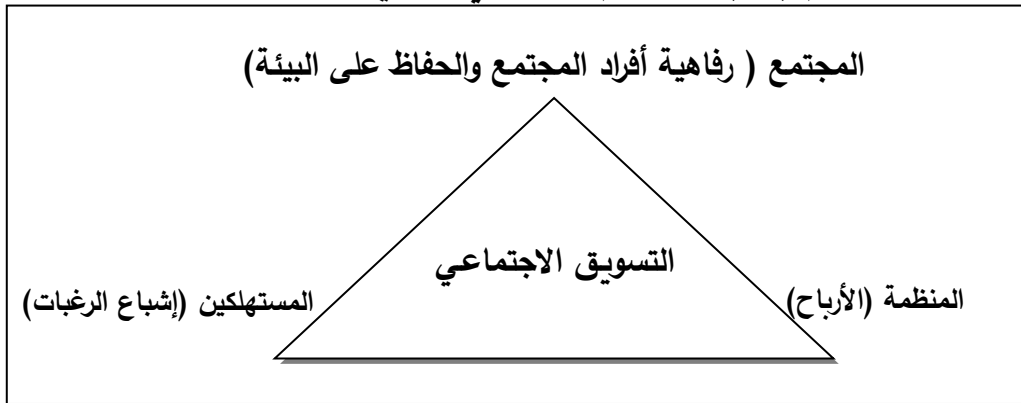 المجتمع ( رفاهية أفراد المجتمع والحفاظ على البيئة)
التسويق الاجتماعي
المنظمة (الأرباح)
المستهلكين (إشباع الرغبات)